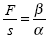 F/s = β/α